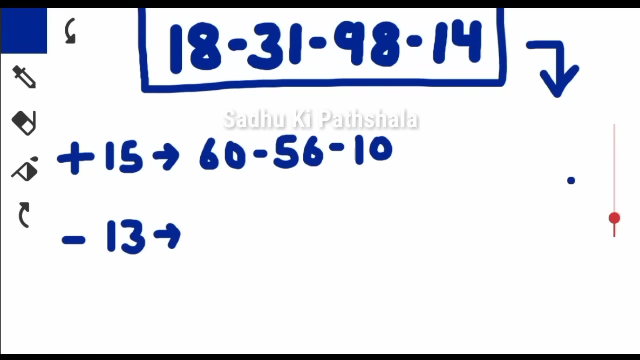 18-31-98-14
Sadhu Ki Pathshala
+ 15 → 60-56-10
- 13 →